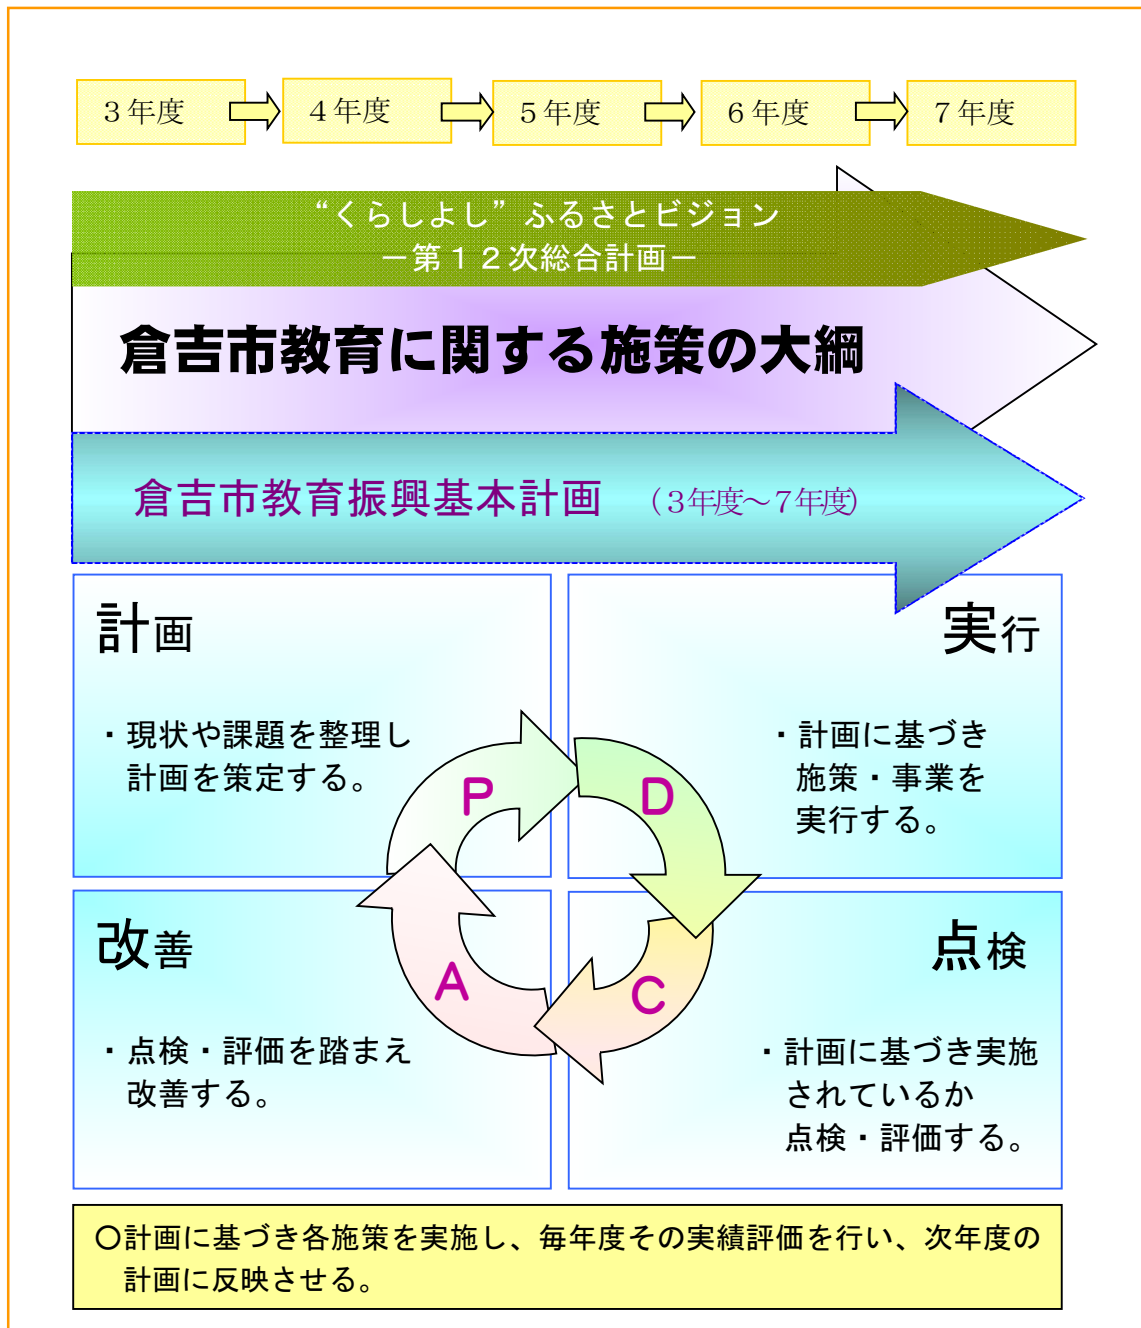 ３年度
４年度
５年度
６年度
７年度
“くらしよし”ふるさとビジョン
－第１２次総合計画－
倉吉市教育に関する施策の大綱
倉吉市教育振興基本計画　（３年度～７年度）
計画
・現状や課題を整理し
計画を策定する。
実行
・計画に基づき
施策・事業を
実行する。
P
D
改善
・点検・評価を踏まえ
改善する。
点検
・計画に基づき実施
されているか
点検・評価する。
A
C
〇計画に基づき各施策を実施し、毎年度その実績評価を行い、次年度の
計画に反映させる。